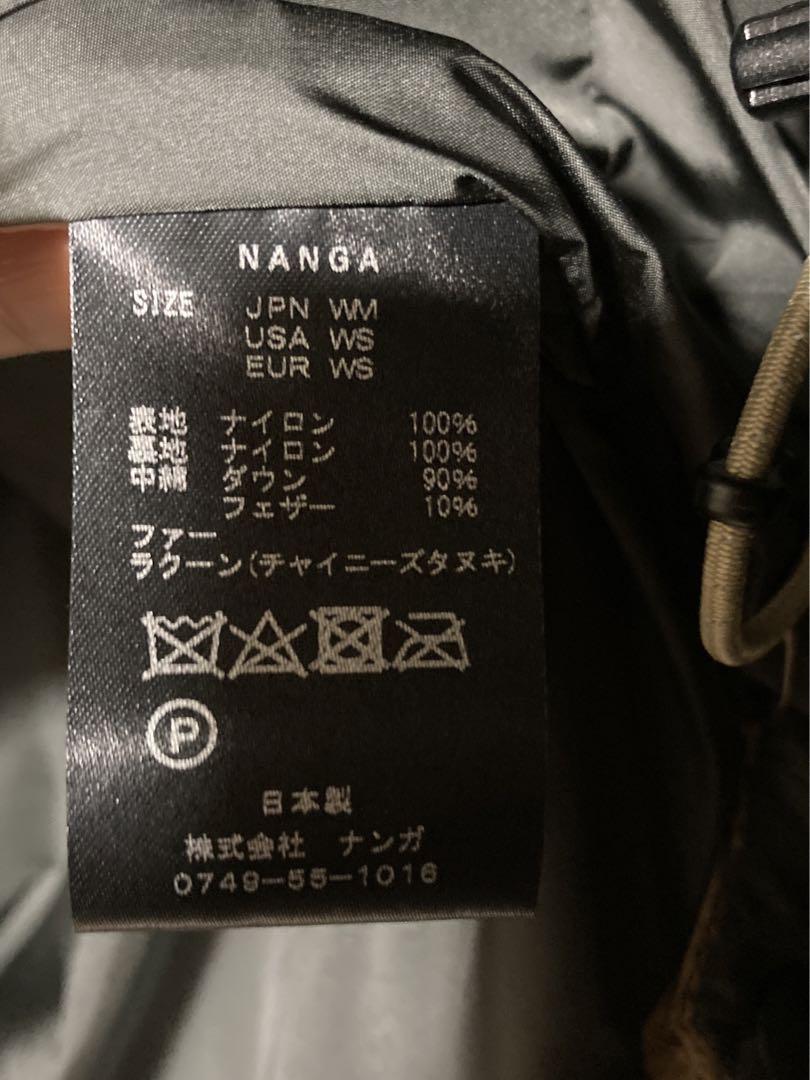 NANGA
SIZE JPN WM
USA WS
EUR WS
表地 ナイロン 100%
裏地 ナイロン 100%
中綿 ダウン 90%
フェザー 10%
ファー
ラクーン(チャイニーズタヌキ)
P
日本製
株式会社 ナンガ
0749-55-1016